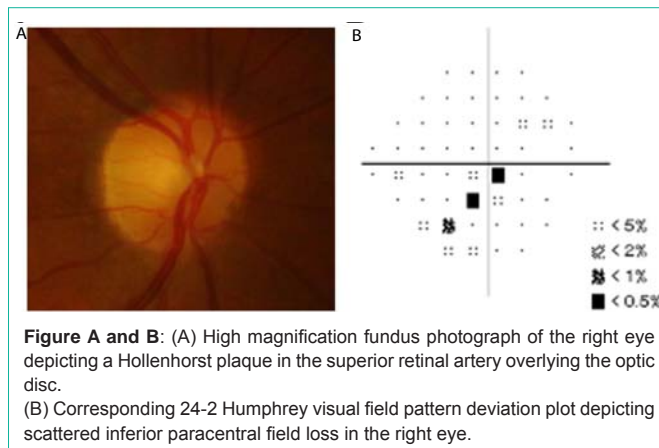 A
B
:: < 5%
< 2%
< 1%
■ < 0.5%
Figure A and B: (A) High magnification fundus photograph of the right eye
depicting a Hollenhorst plaque in the superior retinal artery overlying the optic
disc.
(B) Corresponding 24-2 Humphrey visual field pattern deviation plot depicting
scattered inferior paracentral field loss in the right eye.